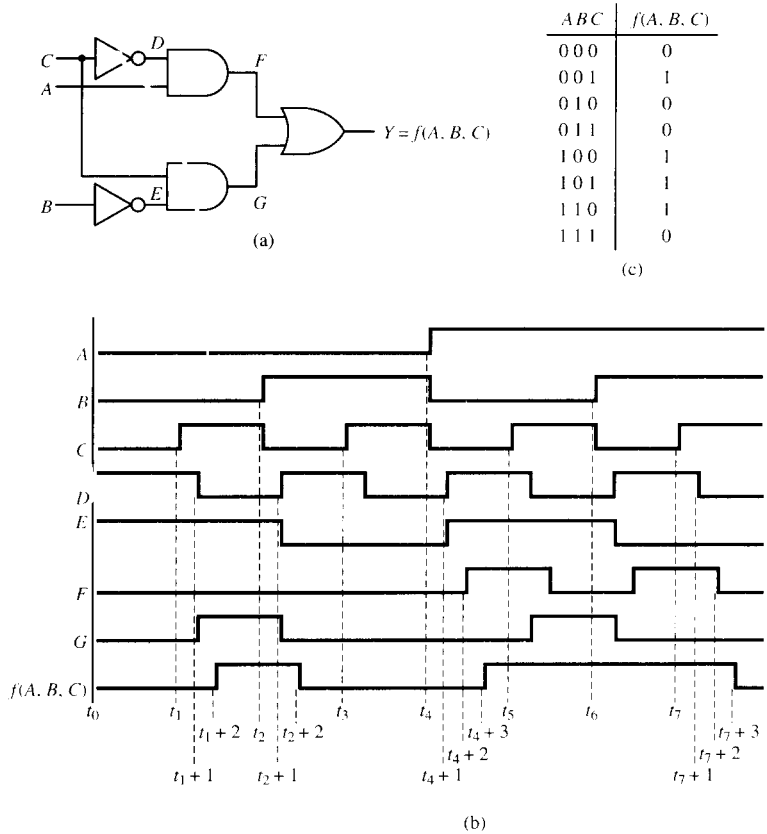 D
F
C
A
Y = f(A, B, C)
E
B
G
(a)
A B C f(A, B, C)
0 0 0 0
0 0 1 1
0 1 0 0
0 1 1 0
1 0 0 1
1 0 1 1
1 1 0 1
1 1 1 0
(c)
A
B
C
D
E
F
G
f(A, B, C)
t0 t1 t2 t3 t4 t5 t6 t7
t1 + 2 t2 + 2 t4 + 3 t7 + 3
t4 + 2 t7 + 2
t1 + 1 t2 + 1 t4 + 1 t7 + 1
(b)